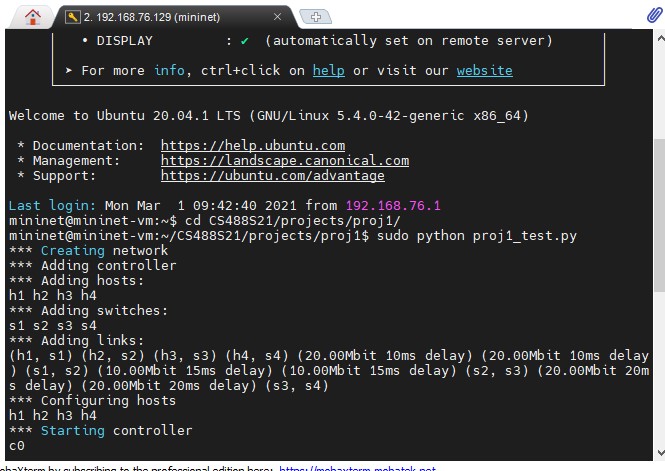 2. 192.168.76.129 (mininet)
• DISPLAY : ✔ (automatically set on remote server)
➤ For more info, ctrl+click on help or visit our website
Welcome to Ubuntu 20.04.1 LTS (GNU/Linux 5.4.0-42-generic x86_64)
* Documentation: https://help.ubuntu.com
* Management: https://landscape.canonical.com
* Support: https://ubuntu.com/advantage
Last login: Mon Mar 1 09:42:40 2021 from 192.168.76.1
mininet@mininet-vm:~$ cd CS488S21/projects/proj1/
mininet@mininet-vm:~/CS488S21/projects/proj1$ sudo python proj1_test.py
*** Creating network
*** Adding controller
*** Adding hosts:
h1 h2 h3 h4
*** Adding switches:
s1 s2 s3 s4
*** Adding links:
(h1, s1) (h2, s2) (h3, s3) (h4, s4) (20.00Mbit 10ms delay) (20.00Mbit 10ms delay
) (s1, s2) (10.00Mbit 15ms delay) (10.00Mbit 15ms delay) (s2, s3) (20.00Mbit 20m
s delay) (20.00Mbit 20ms delay) (s3, s4)
*** Configuring hosts
h1 h2 h3 h4
*** Starting controller
c0
obaXterm by subscribing to the professional edition here: https://mobaxterm.mobatek.net